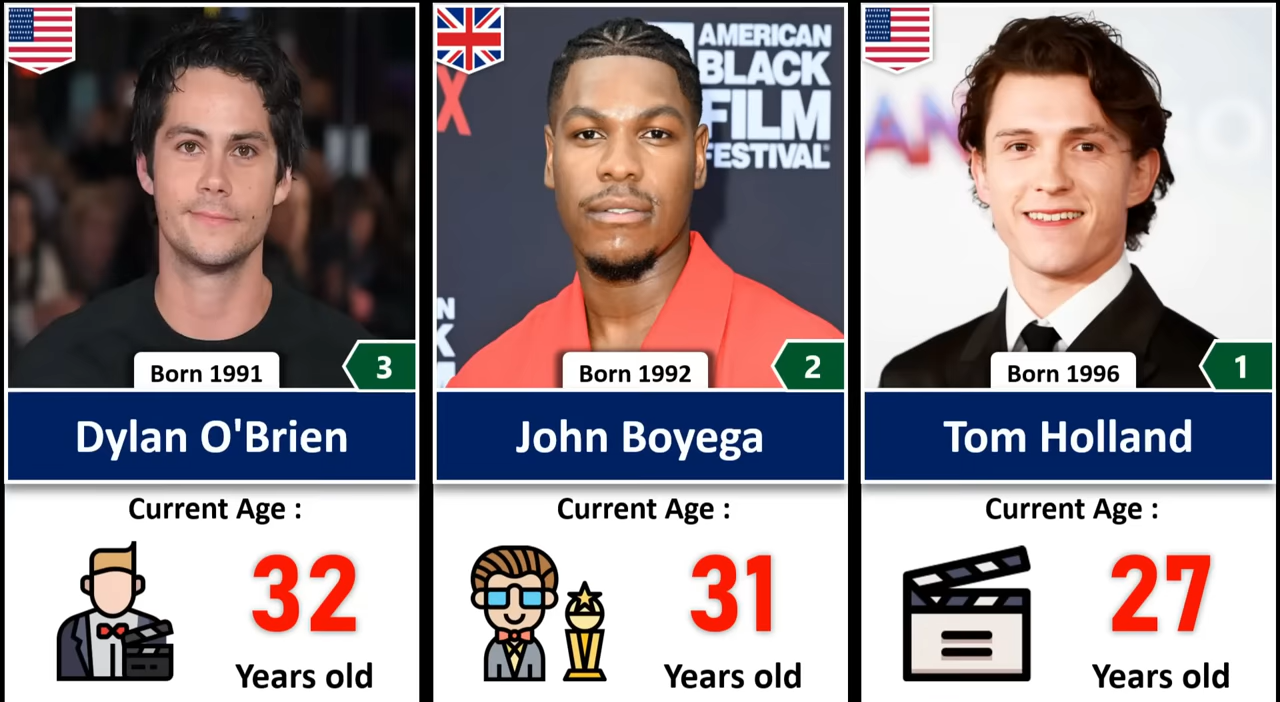 Born 1991
3
Dylan O'Brien
Current Age :
32
Years old
X
AMERICAN
BLACK
FILM
FESTIVAL
N
K
M
Born 1992
2
John Boyega
Current Age :
31
Years old
AN
Born 1996
1
Tom Holland
Current Age :
27
Years old